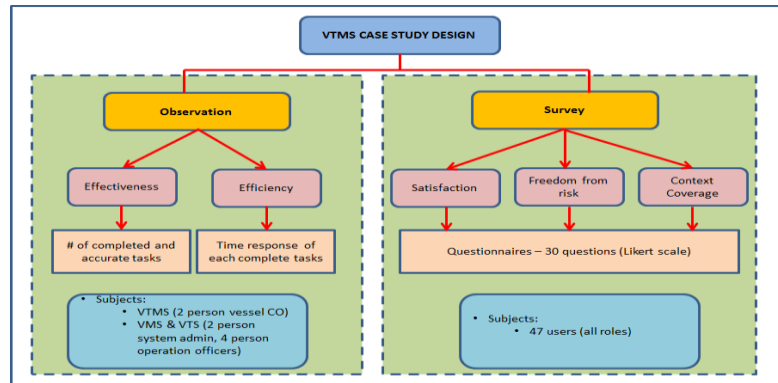 VTMS CASE STUDY DESIGN
Observation
Survey
Effectiveness
Efficiency
Satisfaction
Freedom from
risk
Context
Coverage
# of completed and
accurate tasks
Time response of
each complete tasks
Questionnaires – 30 questions (Likert scale)
• Subjects:
• VTMS (2 person vessel CO)
• VMS & VTS (2 person
system admin, 4 person
operation officers)
• Subjects:
• 47 users (all roles)